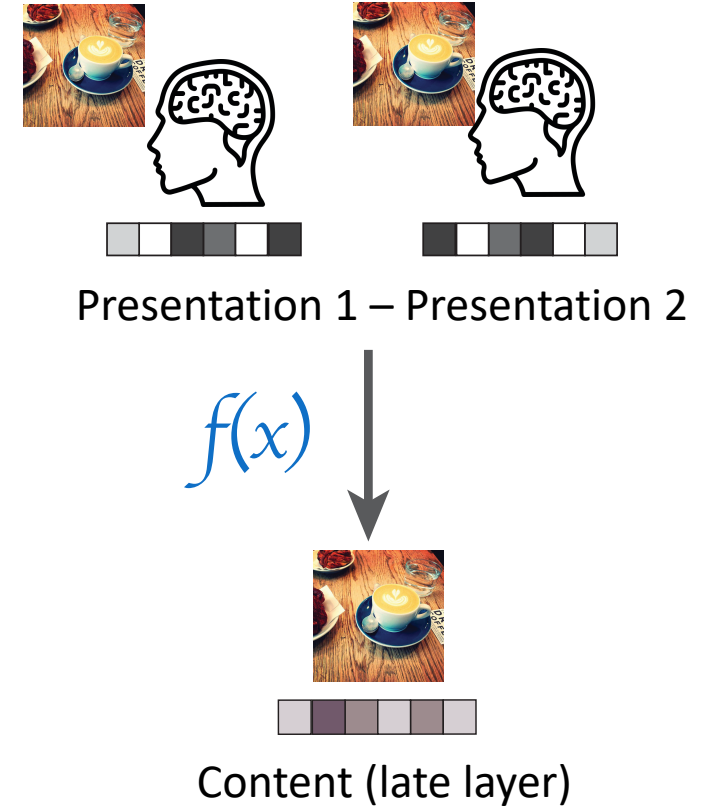 Presentation 1 – Presentation 2
f(x)
Content (late layer)